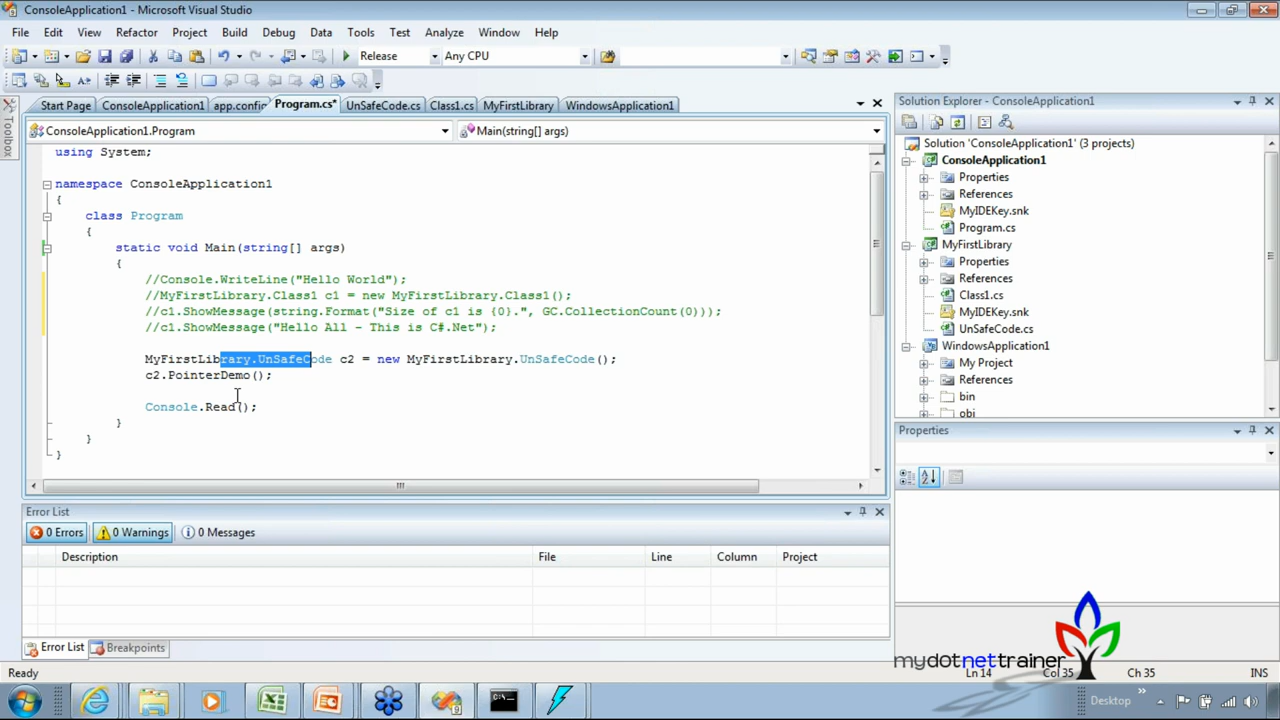 ConsoleApplication1 - Microsoft Visual Studio
File Edit View Refactor Project Build Debug Data Tools Test Analyze Window Help
Release Any CPU
Start Page ConsoleApplication1 app.config Program.cs* UnSafeCode.cs Class1.cs MyFirstLibrary WindowsApplication1
Toolbox
ConsoleApplication1.Program Main(string[] args)
using System;
namespace ConsoleApplication1
{
class Program
{
static void Main(string[] args)
{
//Console.WriteLine("Hello World");
//MyFirstLibrary.Class1 c1 = new MyFirstLibrary.Class1();
//c1.ShowMessage(string.Format("Size of c1 is {0}.", GC.CollectionCount(0)));
//c1.ShowMessage("Hello All - This is C#.Net");
MyFirstLibrary.UnSafeCode c2 = new MyFirstLibrary.UnSafeCode();
c2.PointerDemo();
Console.Read();
}
}
}
Solution Explorer - ConsoleApplication1
Solution 'ConsoleApplication1' (3 projects)
ConsoleApplication1
Properties
References
MyIDEKey.snk
Program.cs
MyFirstLibrary
Properties
References
Class1.cs
MyIDEKey.snk
UnSafeCode.cs
WindowsApplication1
My Project
References
bin
obj
Properties
Error List
0 Errors 0 Warnings 0 Messages
Description File Line Column Project
Error List Breakpoints
mydotnettrainer
Ready Ln 14 Col 35 Ch 35 INS
Desktop